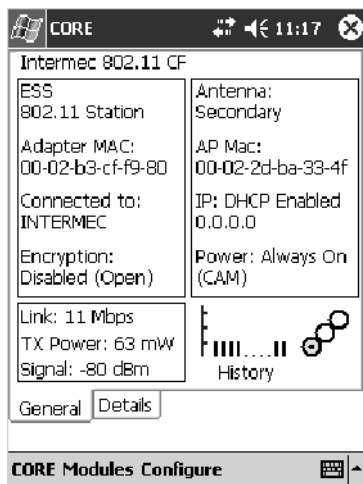 CORE
11:17
Intermec 802.11 CF
ESS
802.11 Station
Adapter MAC:
00-02-b3-cf-f9-80
Connected to:
INTERMEC
Encryption:
Disabled (Open)
Antenna:
Secondary
AP Mac:
00-02-2d-ba-33-4f
IP: DHCP Enabled
0.0.0.0
Power: Always On
(CAM)
Link: 11 Mbps
TX Power: 63 mW
Signal: -80 dBm
History
General
Details
CORE Modules Configure